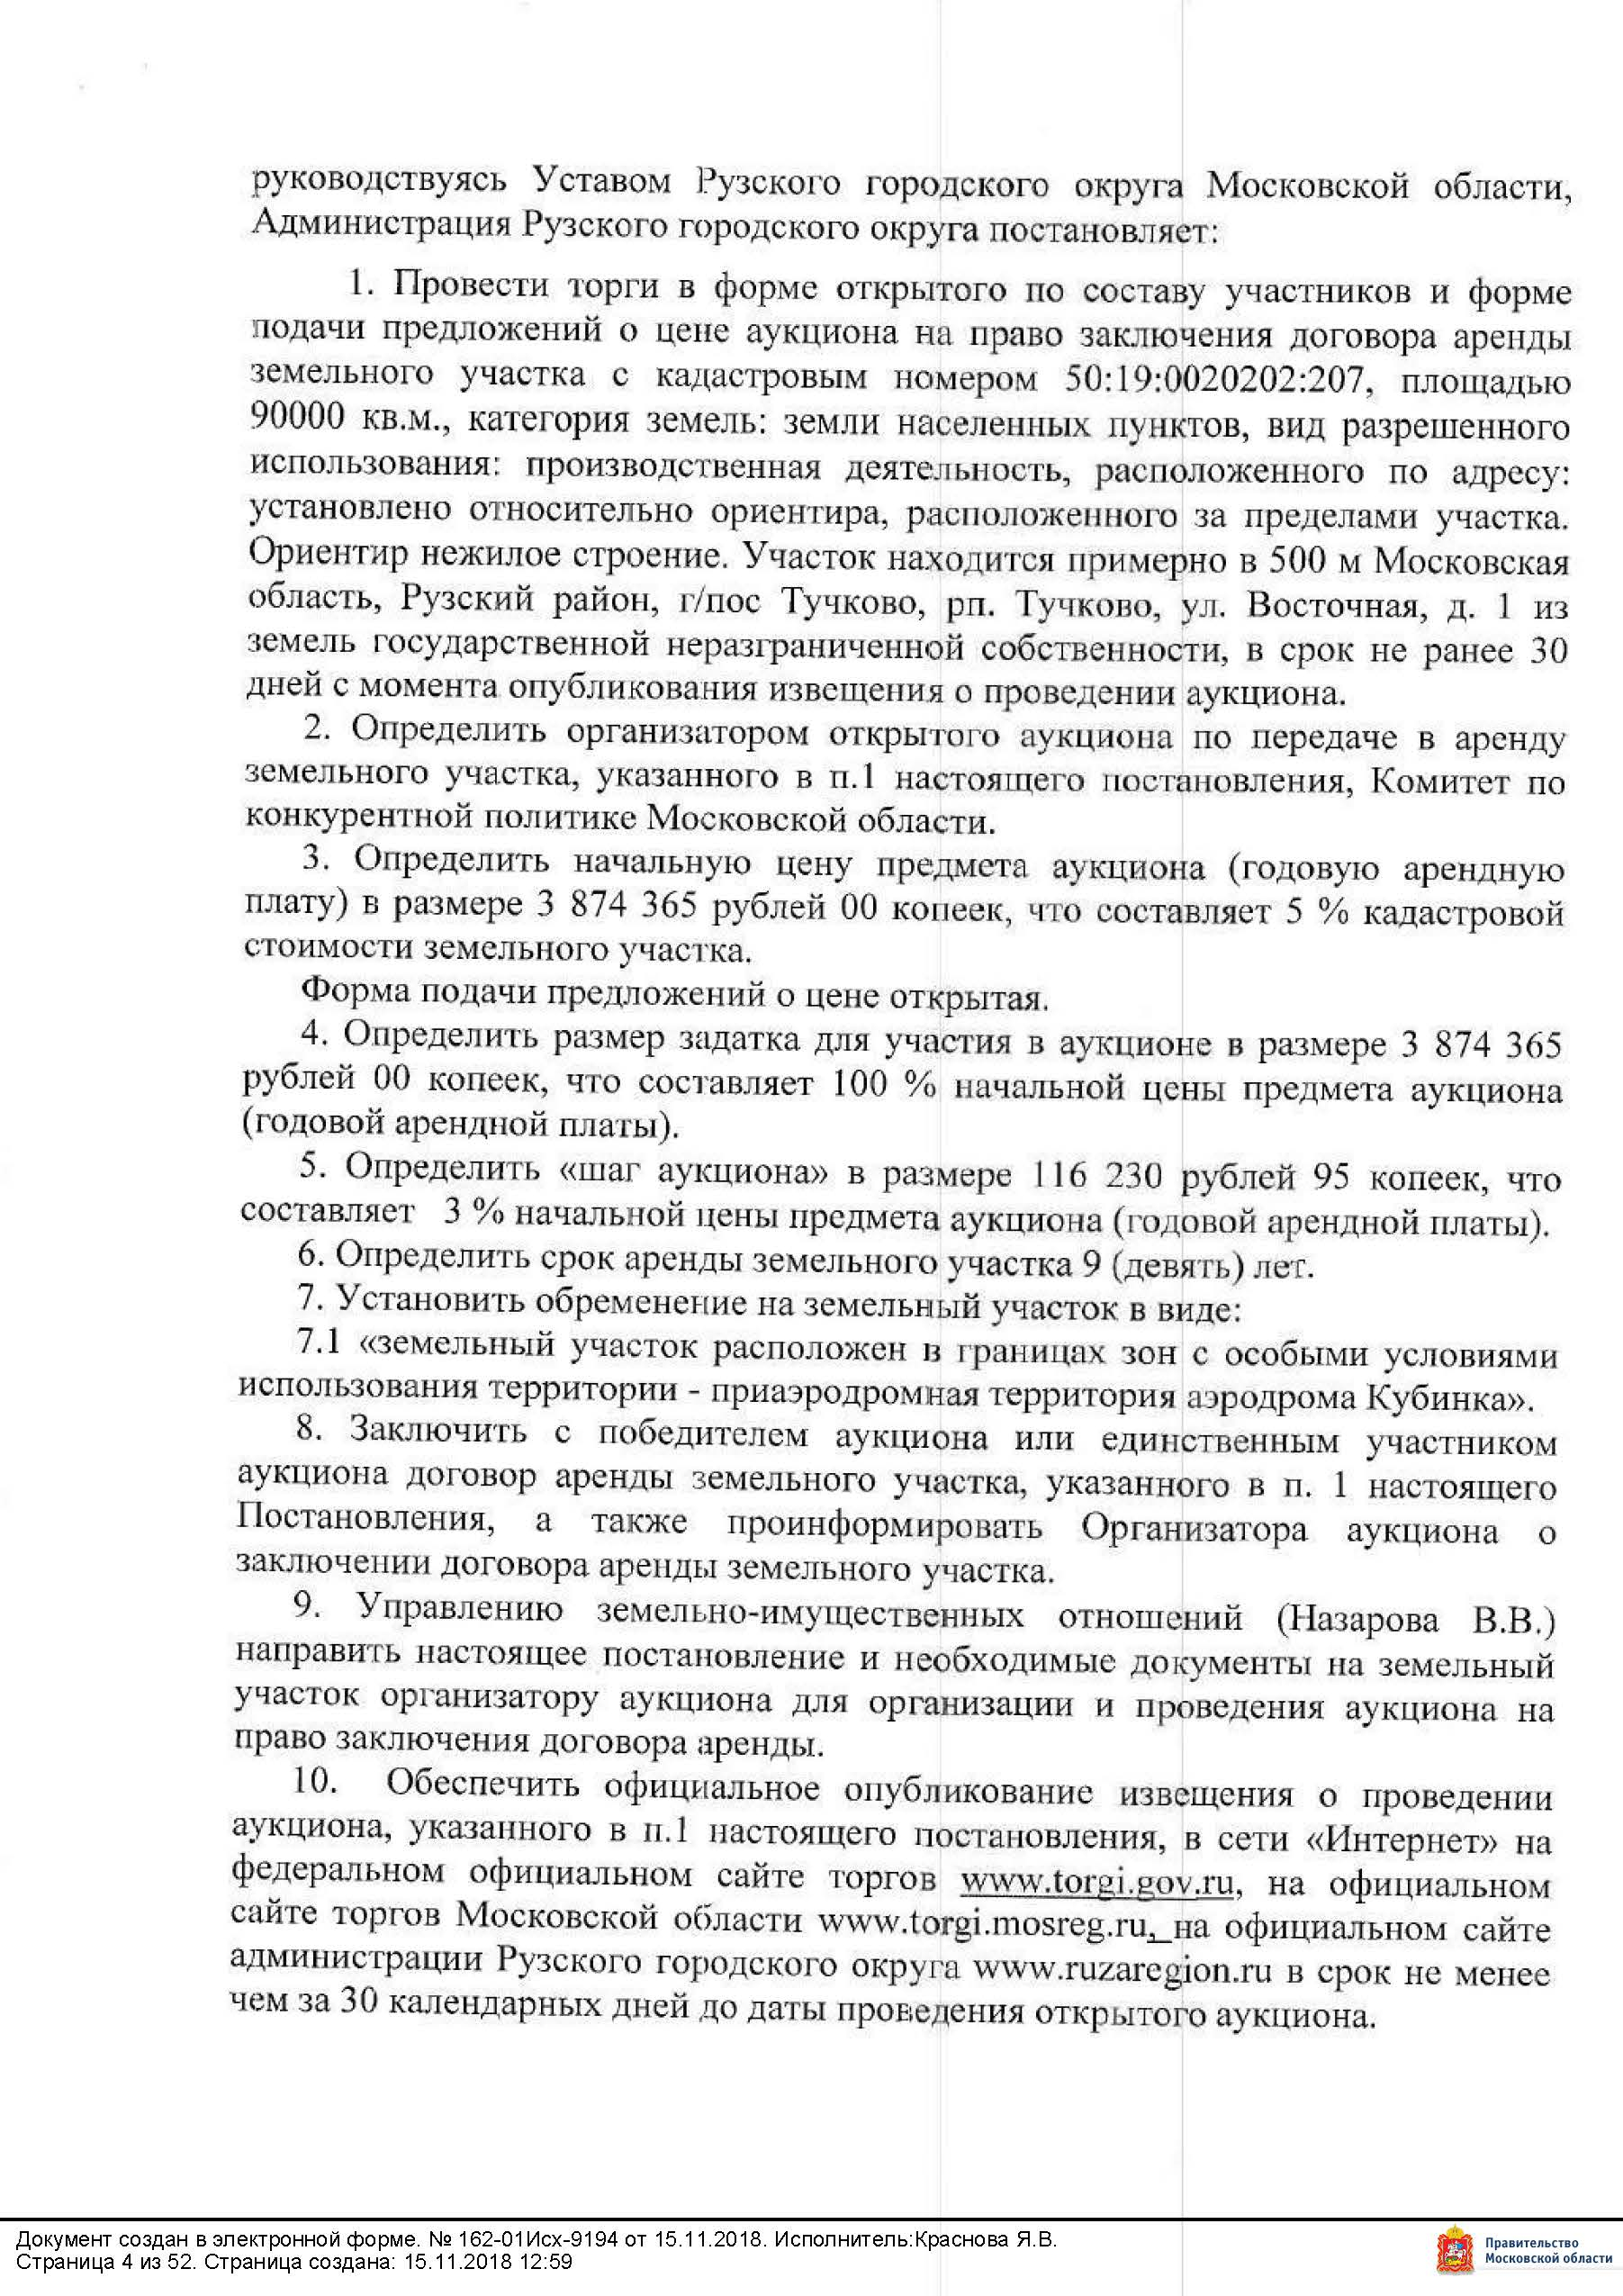 руководствуясь Уставом Рузского городского округа Московской области,
Администрация Рузского городского округа постановляет:
1. Провести торги в форме открытого по составу участников и форме
подачи предложений о цене аукциона на право заключения договора аренды
земельного участка с кадастровым номером 50:19:0020202:207, площадью
90000 кв.м., категория земель: земли населенных пунктов, вид разрешенного
использования: производственная деятельность, расположенного по адресу:
установлено относительно ориентира, расположенного за пределами участка.
Ориентир нежилое строение. Участок находится примерно в 500 м Московская
область, Рузский район, г/пос Тучково, рп. Тучково, ул. Восточная, д. 1 из
земель государственной неразграниченной собственности, в срок не ранее 30
дней с момента опубликования извещения о проведении аукциона.
2. Определить организатором открытого аукциона по передаче в аренду
земельного участка, указанного в п.1 настоящего постановления, Комитет по
конкурентной политике Московской области.
3. Определить начальную цену предмета аукциона (годовую арендную
плату) в размере 3 874 365 рублей 00 копеек, что составляет 5 % кадастровой
стоимости земельного участка.
Форма подачи предложений о цене открытая.
4. Определить размер задатка для участия в аукционе в размере 3 874 365
рублей 00 копеек, что составляет 100 % начальной цены предмета аукциона
(годовой арендной платы).
5. Определить «шаг аукциона» в размере 116 230 рублей 95 копеек, что
составляет 3 % начальной цены предмета аукциона (годовой арендной платы).
6. Определить срок аренды земельного участка 9 (девять) лет.
7. Установить обременение на земельный участок в виде:
7.1 «земельный участок расположен в границах зон с особыми условиями
использования территории - приаэродромная территория аэродрома Кубинка».
8. Заключить с победителем аукциона или единственным участником
аукциона договор аренды земельного участка, указанного в п. 1 настоящего
Постановления, а также проинформировать Организатора аукциона о
заключении договора аренды земельного участка.
9. Управлению земельно-имущественных отношений (Назарова В.В.)
направить настоящее постановление и необходимые документы на земельный
участок организатору аукциона для организации и проведения аукциона на
право заключения договора аренды.
10. Обеспечить официальное опубликование извещения о проведении
аукциона, указанного в п.1 настоящего постановления, в сети «Интернет» на
федеральном официальном сайте торгов www.torgi.gov.ru, на официальном
сайте торгов Московской области www.torgi.mosreg.ru, на официальном сайте
администрации Рузского городского округа www.ruzaregion.ru в срок не менее
чем за 30 календарных дней до даты проведения открытого аукциона.
Документ создан в электронной форме. № 162-01Исх-9194 от 15.11.2018. Исполнитель:Краснова Я.В.
Страница 4 из 52. Страница создана: 15.11.2018 12:59
Правительство
Московской области